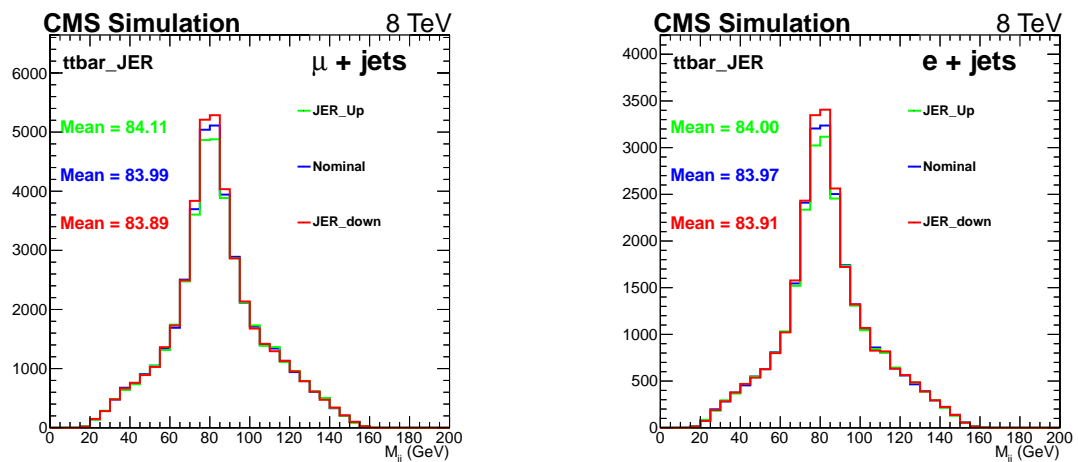 CMS Simulation 8 TeV
ttbar_JER μ + jets
JER_Up
Mean = 84.11
Nominal
Mean = 83.99
JER_down
Mean = 83.89
6000
5000
4000
3000
2000
1000
0
0 20 40 60 80 100 120 140 160 180 200
M_jj (GeV)
CMS Simulation 8 TeV
ttbar_JER e + jets
JER_Up
Mean = 84.00
Nominal
Mean = 83.97
JER_down
Mean = 83.91
4000
3500
3000
2500
2000
1500
1000
500
0
0 20 40 60 80 100 120 140 160 180 200
M_jj (GeV)